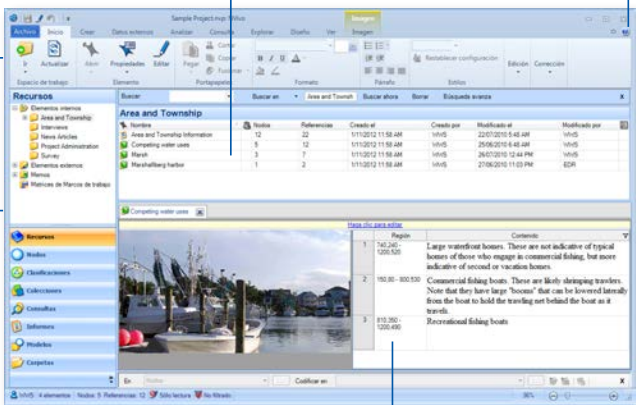 Sample Project.nvp: NVivo
Imagen
Archivo Inicio Crear Datos externos Analizar Consulta Explorar Diseño Ver Imagen
Ir Actualizar Abrir Propiedades Editar Pegar Cortar
Copiar
Fusionar
Restablecer configuración
Edición Corrección
Espacio de trabajo Elemento Portapapeles Formato Párrafo Estilos
Recursos
Elementos internos
Area and Township
Interviews
News Articles
Project Administration
Survey
Elementos externos
Memos
Matrices de Marcos de trabajo
Buscar: Buscar en Area and Townsh Buscar ahora Borrar Búsqueda avanza X
Area and Township
Nombre Nodos Referencias Creado el Creado por Modificado el Modificado por
Area and Township Information 12 22 1/11/2012 11:58 AM WWS 22/07/2010 5:48 AM WWS
Competing water uses 5 12 1/11/2012 11:58 AM WWS 25/06/2010 6:48 AM WWS
Marsh 3 7 1/11/2012 11:58 AM WWS 26/07/2010 12:44 PM WWS
Marshallberg harbor 1 2 1/11/2012 11:58 AM WWS 27/06/2010 11:03 PM EDR
Competing water uses
Haga clic para editar
Región Contenido
1 740,240 - 1200,520 Large waterfront homes. These are not indicative of typical
homes of those who engage in commercial fishing, but more
indicative of second or vacation homes.
2 150,80 - 800,530 Commercial fishing boats. These are likely shrimping trawlers.
Note that they have large "booms" that can be lowered laterally
from the boat to hold the trawling net behind the boat as it
travels.
3 810,350 - 1200,490 Recreational fishing boats
Recursos
Nodos
Clasificaciones
Colecciones
Consultas
Informes
Modelos
Carpetas
En Nodos Codificar en X
WWS 4 elementos Nodos: 5 Referencias: 12 Sólo lectura No filtrado. 38%